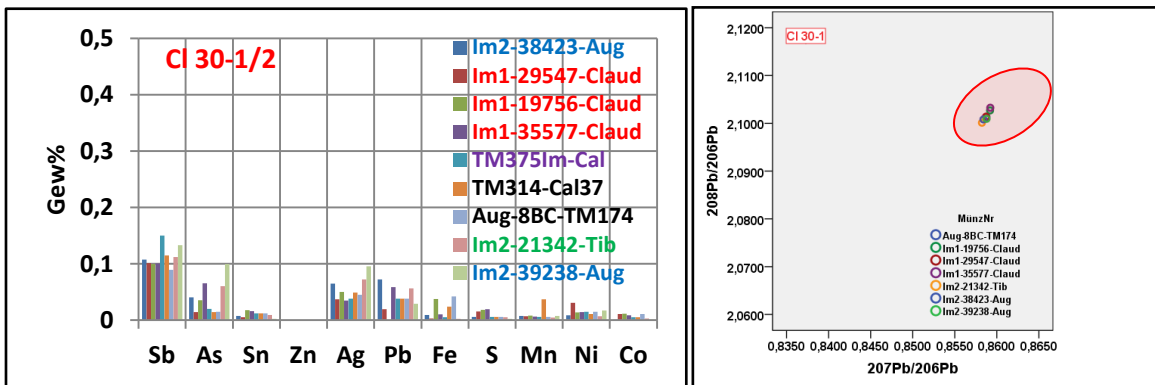 Cl 30-1/2
Gew%
0,5
0,4
0,3
0,2
0,1
0
Sb As Sn Zn Ag Pb Fe S Mn Ni Co
Im2-38423-Aug
Im1-29547-Claud
Im1-19756-Claud
Im1-35577-Claud
TM375Im-Cal
TM314-Cal37
Aug-8BC-TM174
Im2-21342-Tib
Im2-39238-Aug
Cl 30-1
208Pb/206Pb
2,1200
2,1100
2,1000
2,0900
2,0800
2,0700
2,0600
MünzNr
Aug-8BC-TM174
Im1-19756-Claud
Im1-29547-Claud
Im1-35577-Claud
Im2-21342-Tib
Im2-38423-Aug
Im2-39238-Aug
0,8350 0,8400 0,8450 0,8500 0,8550 0,8600 0,8650
207Pb/206Pb